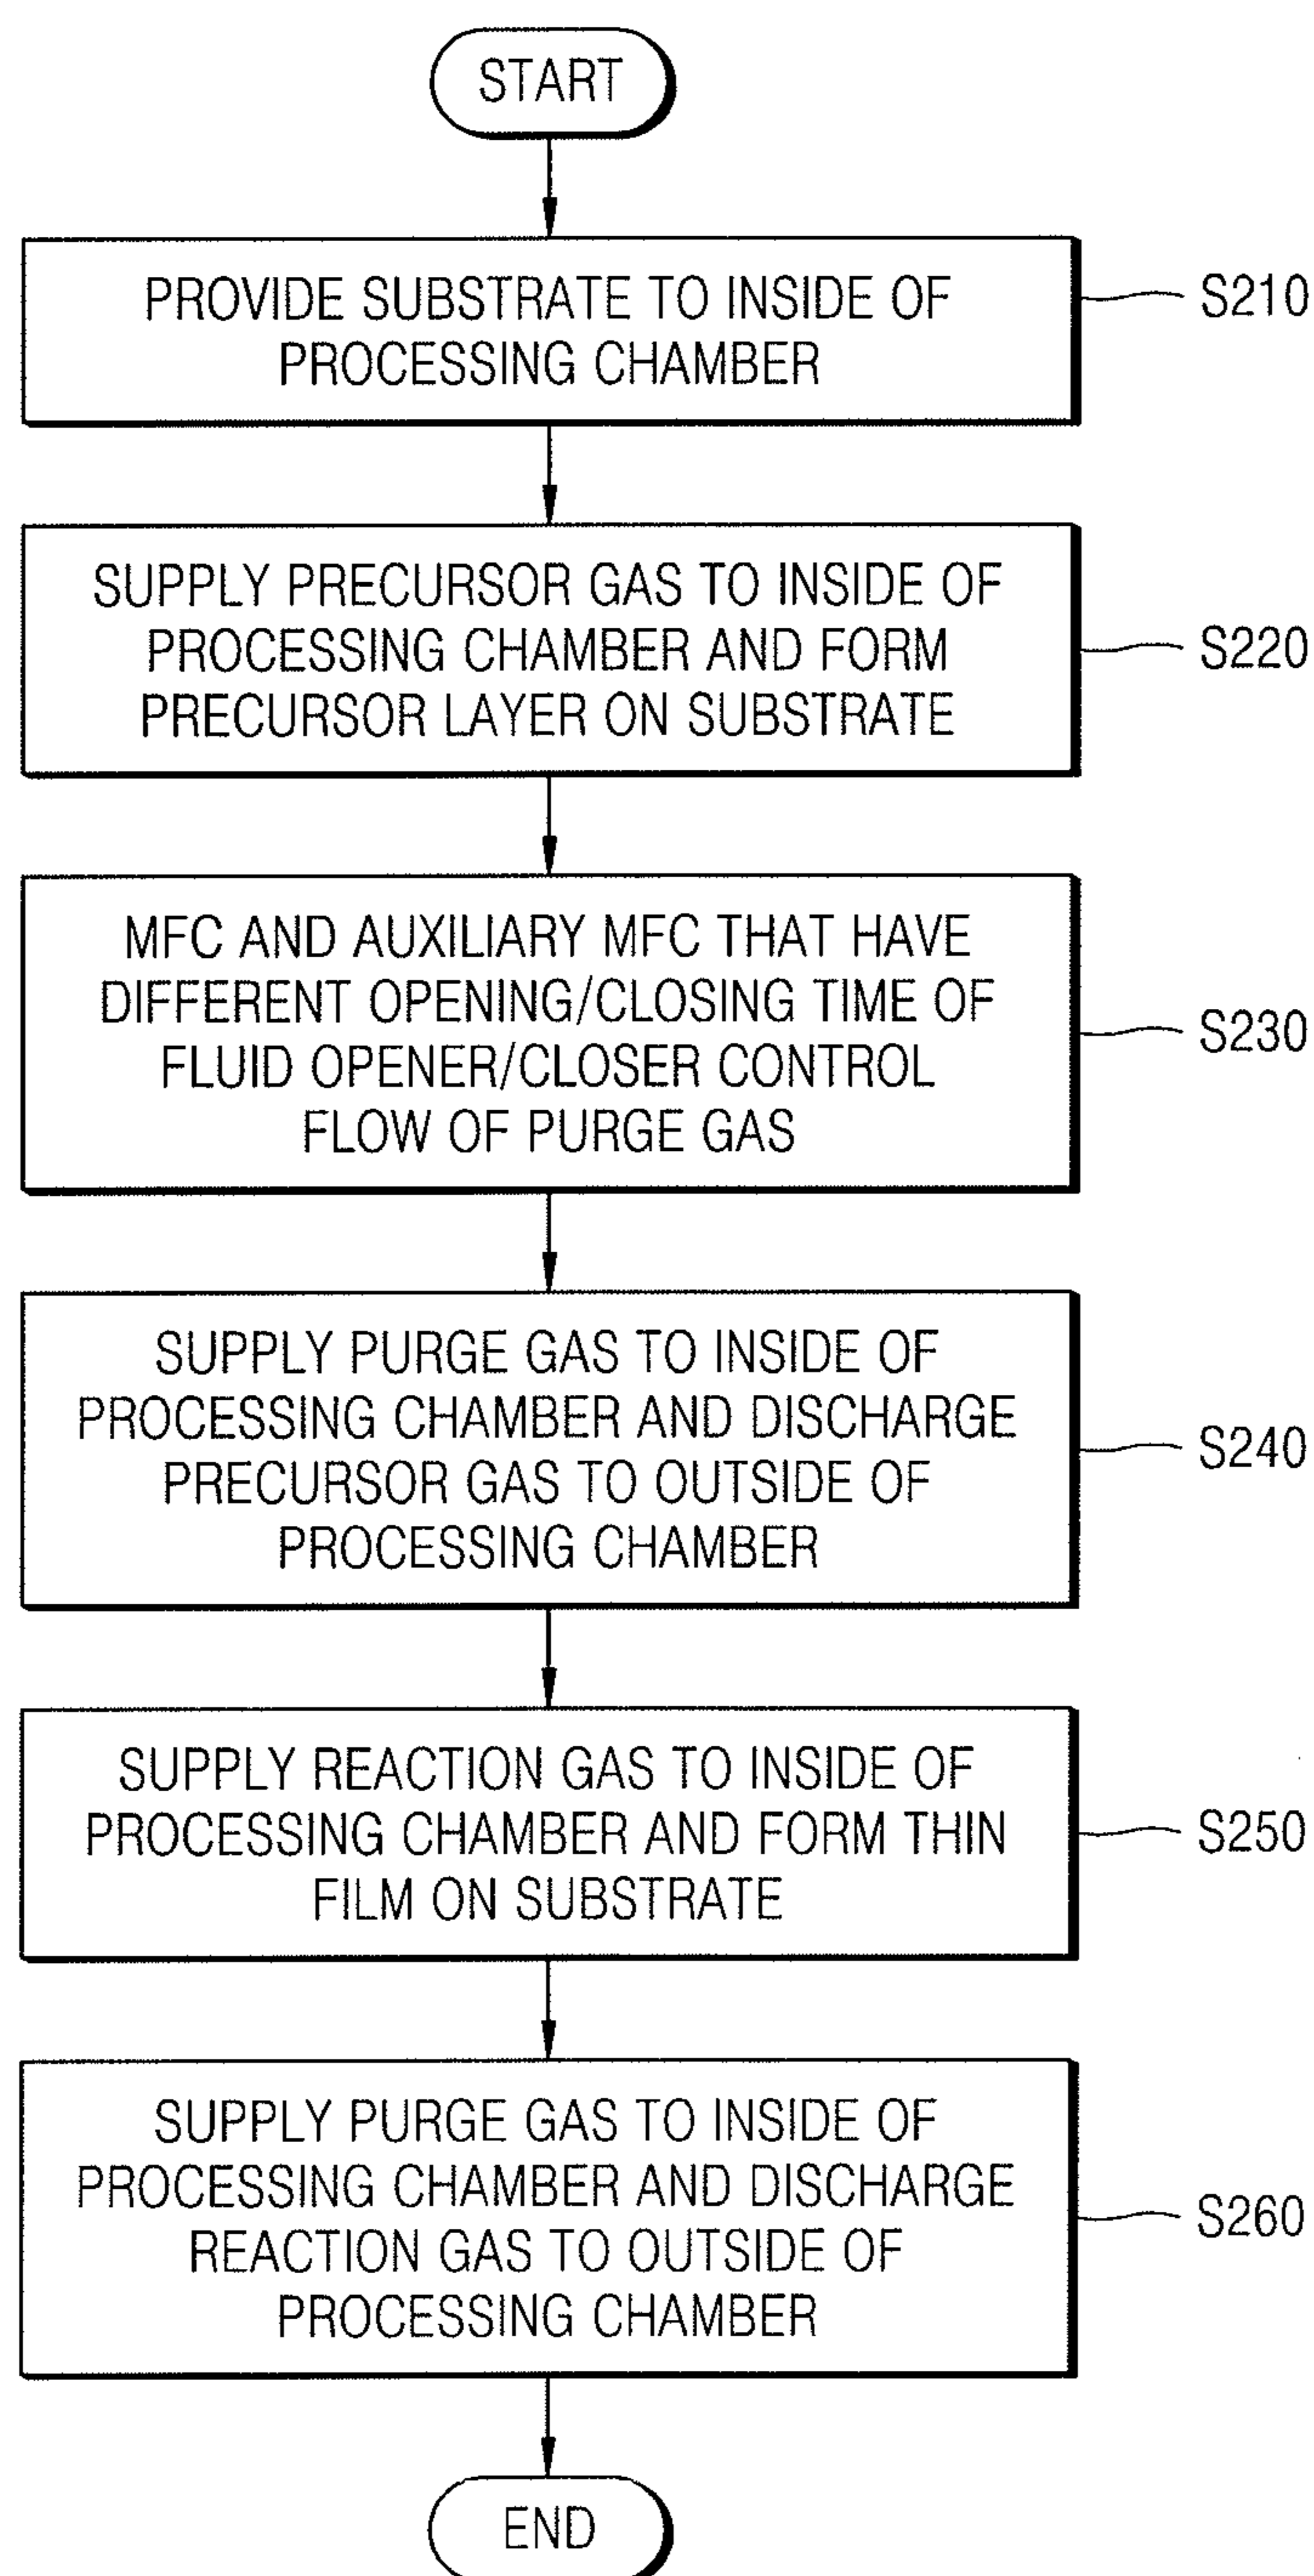 START
PROVIDE SUBSTRATE TO INSIDE OF
PROCESSING CHAMBER
S210
SUPPLY PRECURSOR GAS TO INSIDE OF
PROCESSING CHAMBER AND FORM
PRECURSOR LAYER ON SUBSTRATE
S220
MFC AND AUXILIARY MFC THAT HAVE
DIFFERENT OPENING/CLOSING TIME OF
FLUID OPENER/CLOSER CONTROL
FLOW OF PURGE GAS
S230
SUPPLY PURGE GAS TO INSIDE OF
PROCESSING CHAMBER AND DISCHARGE
PRECURSOR GAS TO OUTSIDE OF
PROCESSING CHAMBER
S240
SUPPLY REACTION GAS TO INSIDE OF
PROCESSING CHAMBER AND FORM THIN
FILM ON SUBSTRATE
S250
SUPPLY PURGE GAS TO INSIDE OF
PROCESSING CHAMBER AND DISCHARGE
REACTION GAS TO OUTSIDE OF
PROCESSING CHAMBER
S260
END